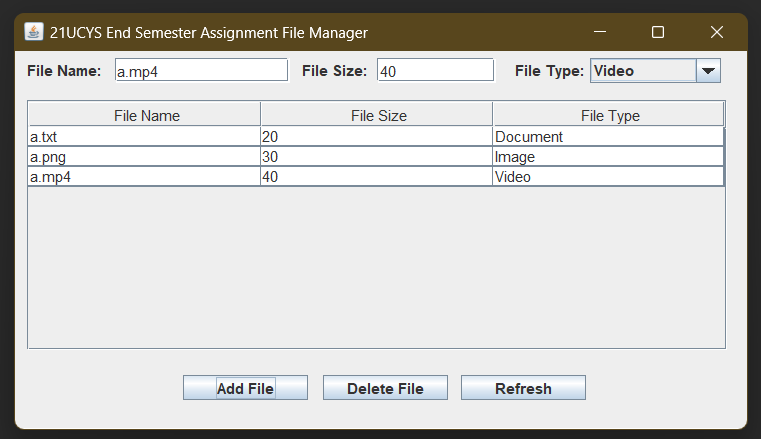 21UCYS End Semester Assignment File Manager
File Name: a.mp4 File Size: 40 File Type: Video
File Name File Size File Type
a.txt 20 Document
a.png 30 Image
a.mp4 40 Video
Add File Delete File Refresh